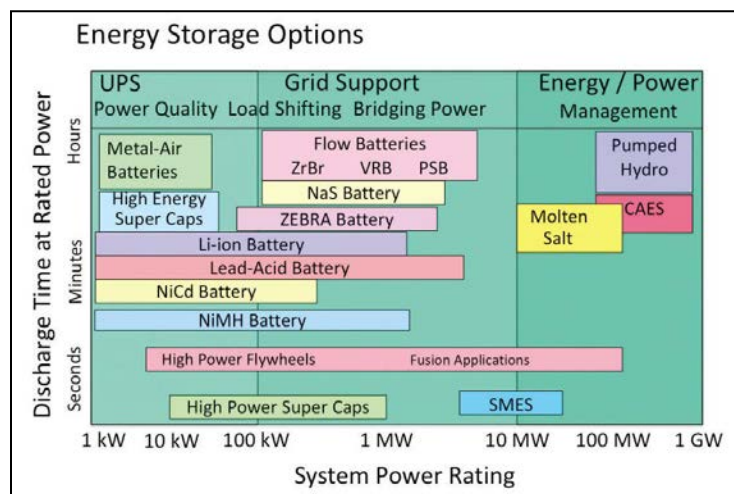 Energy Storage Options
UPS Grid Support Energy / Power
Power Quality Load Shifting Bridging Power Management
Hours
Minutes
Seconds
Discharge Time at Rated Power
Metal-Air
Batteries
Flow Batteries
ZrBr VRB PSB
Pumped
Hydro
High Energy
Super Caps
NaS Battery
ZEBRA Battery
Molten
Salt
CAES
Li-ion Battery
Lead-Acid Battery
NiCd Battery
NiMH Battery
High Power Flywheels Fusion Applications
High Power Super Caps
SMES
1 kW 10 kW 100 kW 1 MW 10 MW 100 MW 1 GW
System Power Rating